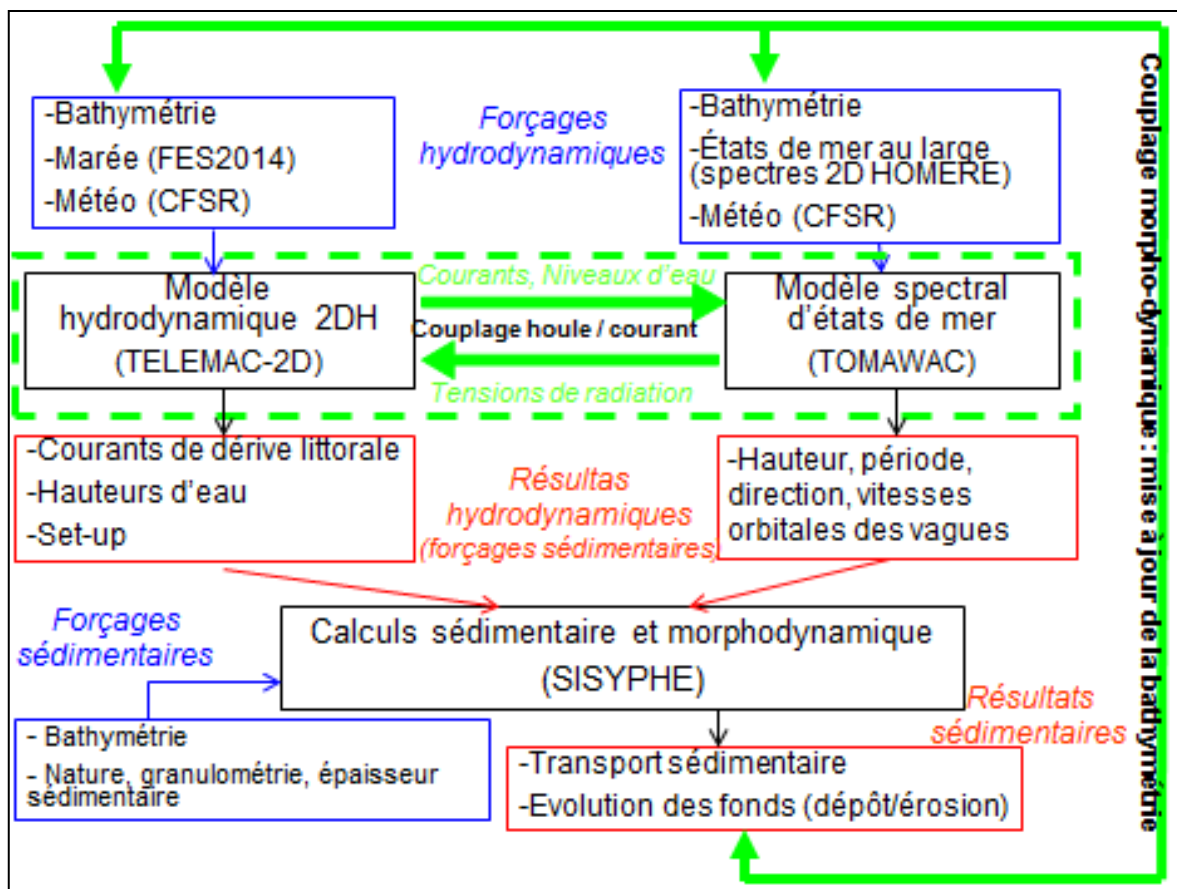 -Bathymétrie
-Marée (FES2014)
-Météo (CFSR)
Forçages
hydrodynamiques
-Bathymétrie
-États de mer au large
(spectres 2D HOMERE)
-Météo (CFSR)
Couplage morpho-dynamique : mise à jour de la bathymétrie
Modèle
hydrodynamique 2DH
(TELEMAC-2D)
Courants, Niveaux d'eau
Couplage houle / courant
Tensions de radiation
Modèle spectral
d'états de mer
(TOMAWAC)
-Courants de dérive littorale
-Hauteurs d'eau
-Set-up
Résultas
hydrodynamiques
(forçages sédimentaires)
-Hauteur, période,
direction, vitesses
orbitales des vagues
Forçages
sédimentaires
Calculs sédimentaire et morphodynamique
(SISYPHE)
- Bathymétrie
- Nature, granulométrie, épaisseur
sédimentaire
Résultats
sédimentaires
-Transport sédimentaire
-Evolution des fonds (dépôt/érosion)